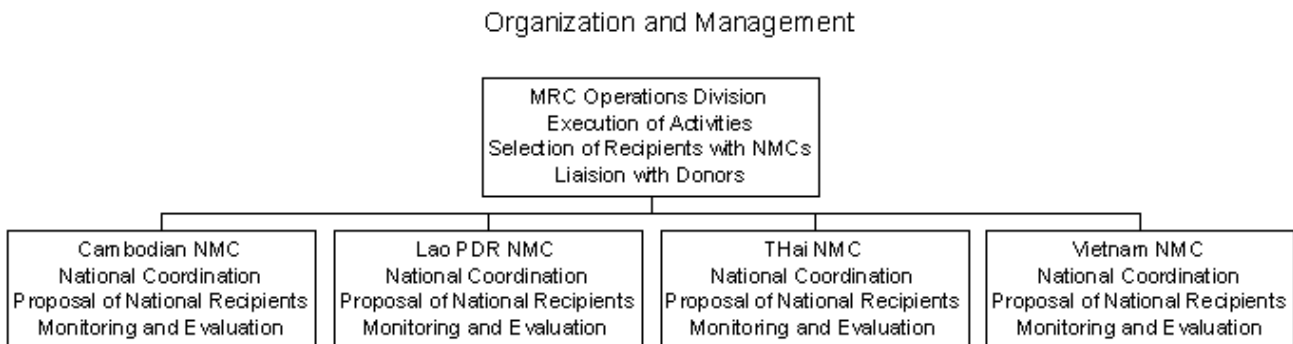 Organization and Management
MRC Operations Division
Execution of Activities
Selection of Recipients with NMCs
Liaision with Donors
Cambodian NMC
National Coordination
Proposal of National Recipients
Monitoring and Evaluation
Lao PDR NMC
National Coordination
Proposal of National Recipients
Monitoring and Evaluation
THai NMC
National Coordination
Proposal of National Recipients
Monitoring and Evaluation
Vietnam NMC
National Coordination
Proposal of National Recipients
Monitoring and Evaluation